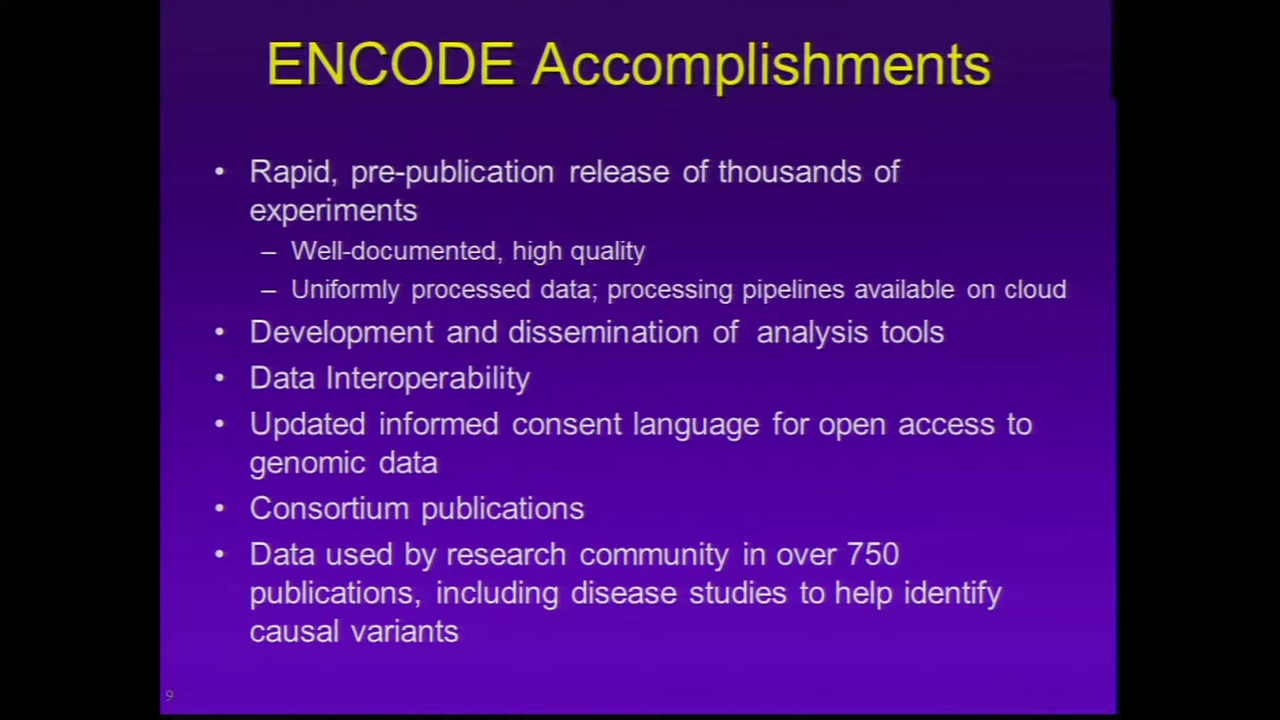 ENCODE Accomplishments
• Rapid, pre-publication release of thousands of
experiments
– Well-documented, high quality
– Uniformly processed data; processing pipelines available on cloud
• Development and dissemination of analysis tools
• Data Interoperability
• Updated informed consent language for open access to
genomic data
• Consortium publications
• Data used by research community in over 750
publications, including disease studies to help identify
causal variants
9